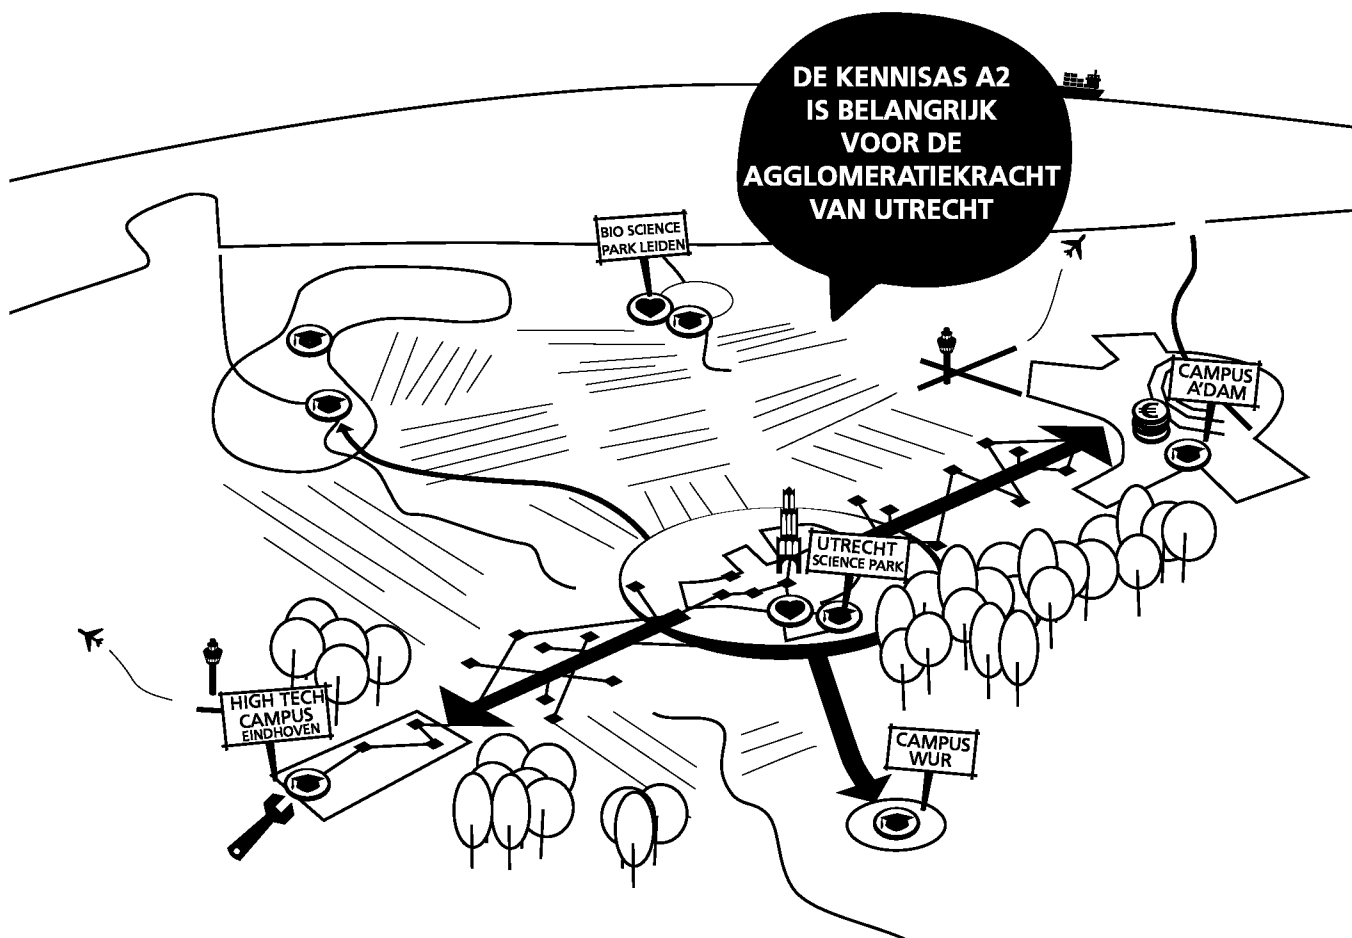 DE KENNISAS A2
IS BELANGRIJK
VOOR DE
AGGLOMERATIEKRACHT
VAN UTRECHT
BIO SCIENCE
PARK LEIDEN
CAMPUS
A'DAM
€
UTRECHT
SCIENCE PARK
HIGH TECH
CAMPUS
EINDHOVEN
CAMPUS
WUR